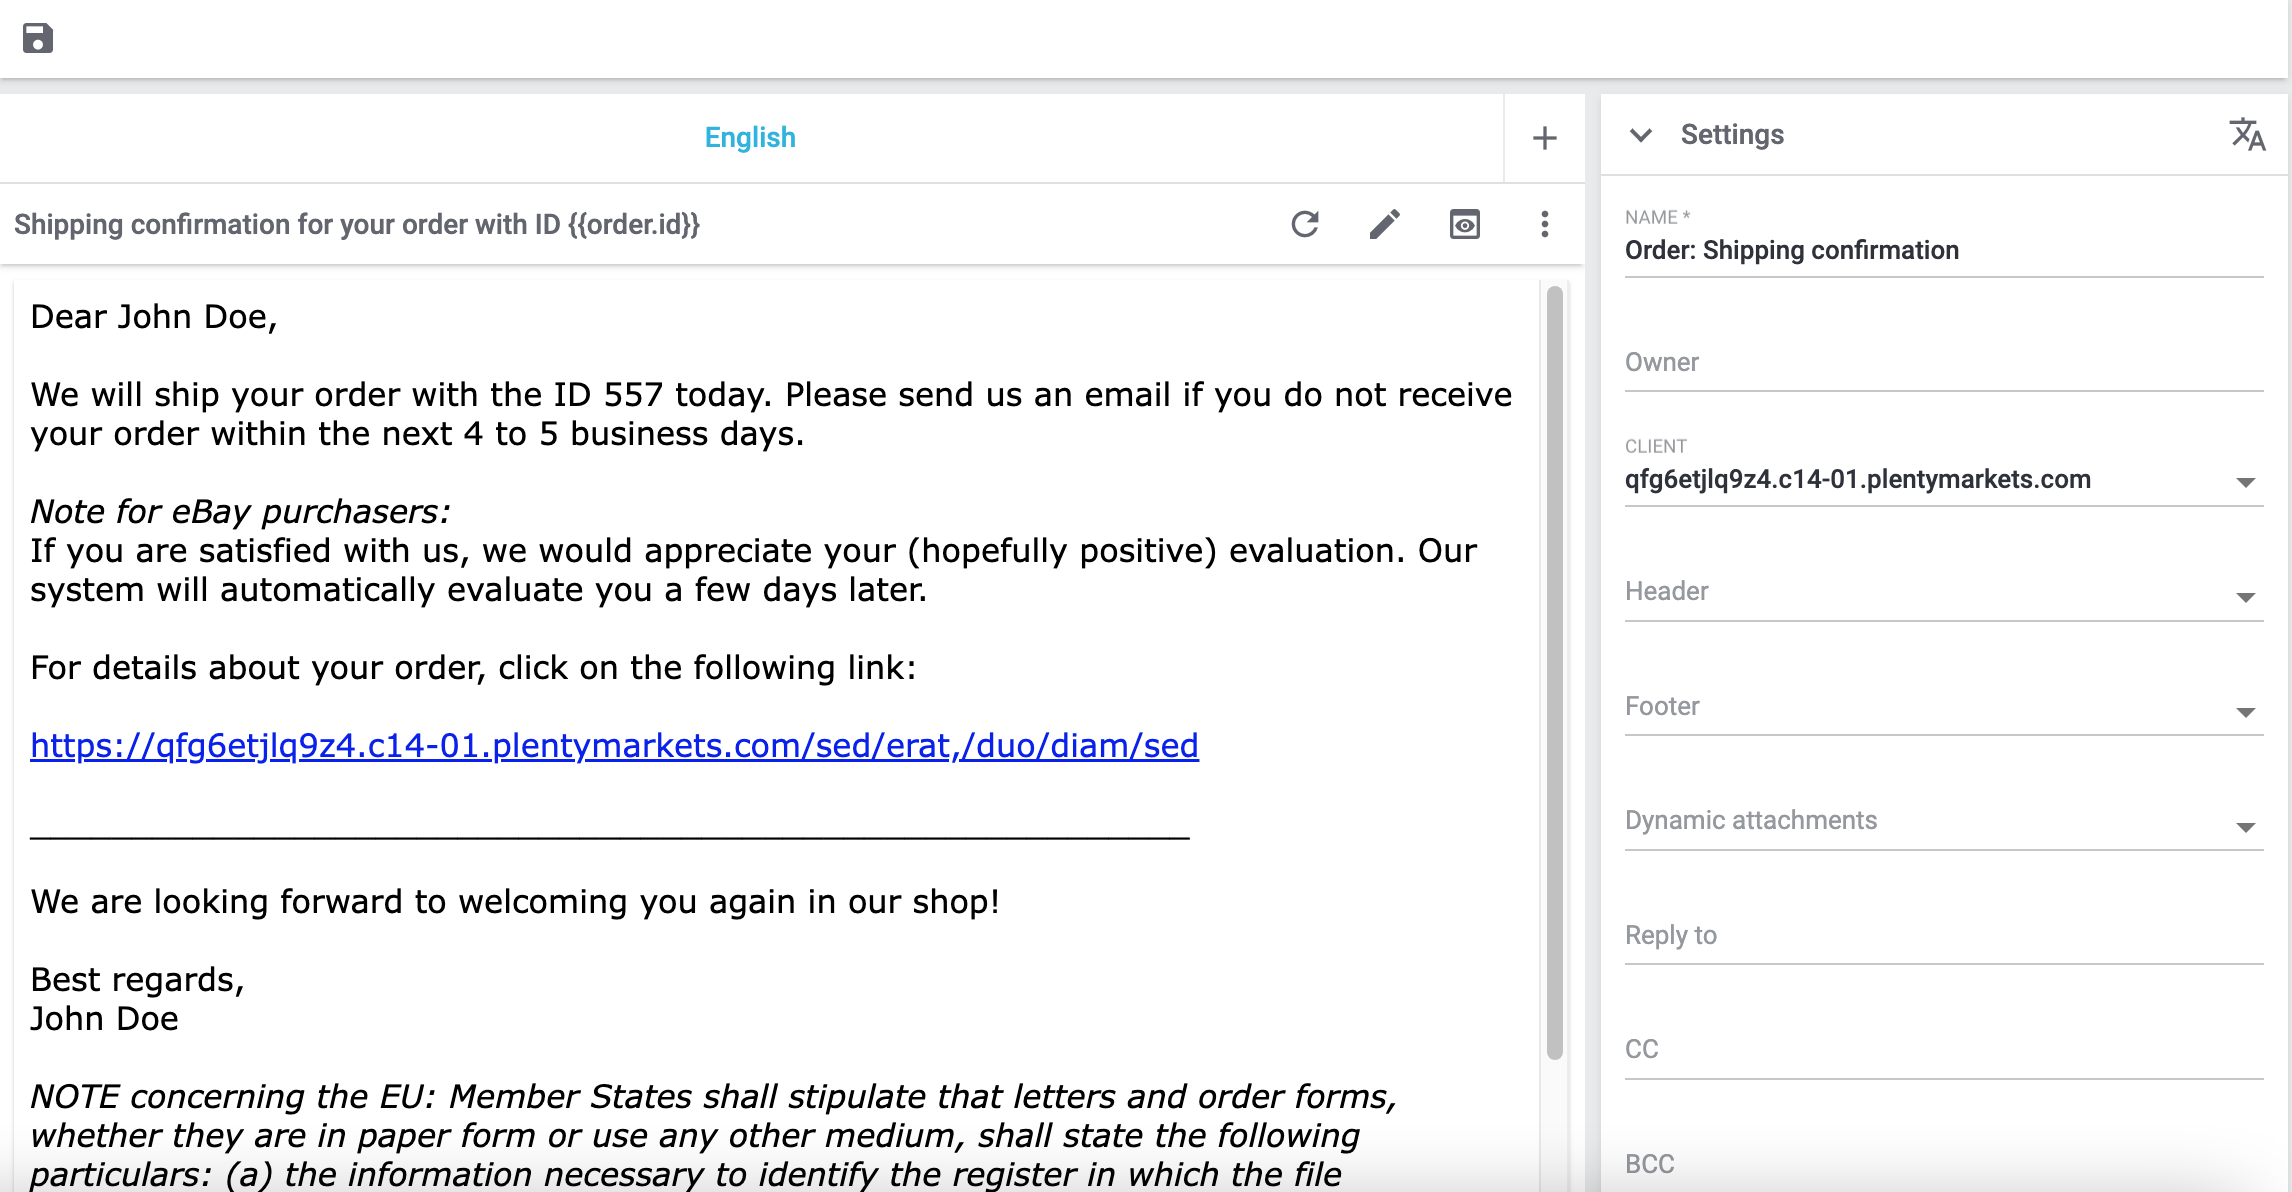 English
Shipping confirmation for your order with ID {{order.id}}
Dear John Doe,
We will ship your order with the ID 557 today. Please send us an email if you do not receive
your order within the next 4 to 5 business days.
Note for eBay purchasers:
If you are satisfied with us, we would appreciate your (hopefully positive) evaluation. Our
system will automatically evaluate you a few days later.
For details about your order, click on the following link:
https://qfg6etjlq9z4.c14-01.plentymarkets.com/sed/erat,/duo/diam/sed
We are looking forward to welcoming you again in our shop!
Best regards,
John Doe
NOTE concerning the EU: Member States shall stipulate that letters and order forms,
whether they are in paper form or use any other medium, shall state the following
particulars: (a) the information necessary to identify the register in which the file
Settings
NAME *
Order: Shipping confirmation
Owner
CLIENT
qfg6etjlq9z4.c14-01.plentymarkets.com
Header
Footer
Dynamic attachments
Reply to
CC
BCC